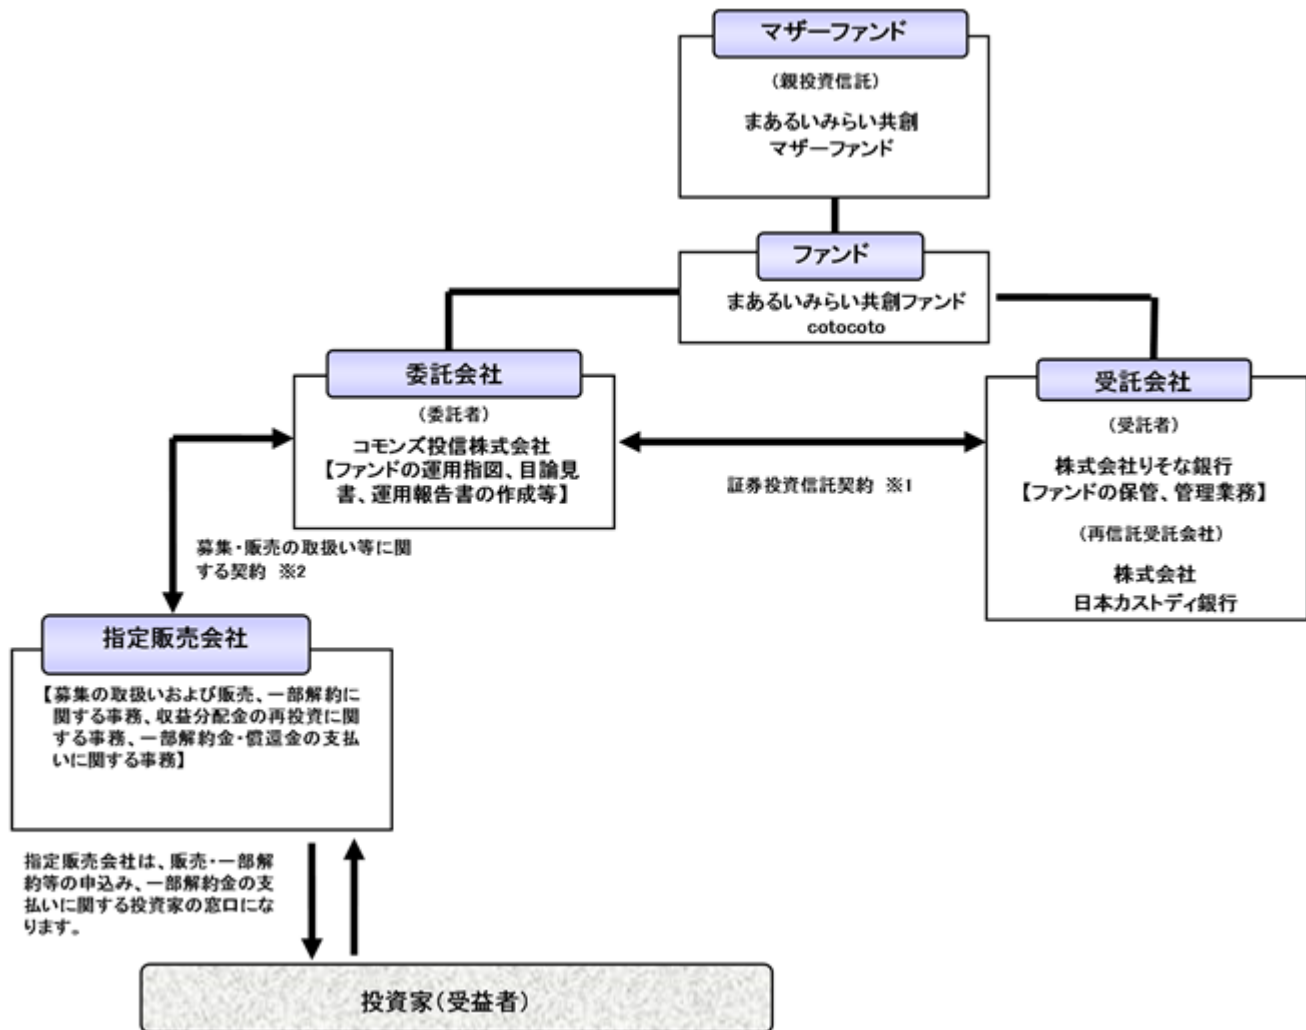 マザーファンド
(親投資信託)
まあるいみらい共創
マザーファンド
ファンド
まあるいみらい共創ファンド
cotocoto
委託会社
(委託者)
コモンズ投信株式会社
【ファンドの運用指図、目論見
書、運用報告書の作成等】
証券投資信託契約 ※1
受託会社
(受託者)
株式会社りそな銀行
【ファンドの保管、管理業務】
(再信託受託会社)
株式会社
日本カストディ銀行
募集・販売の取扱い等に関
する契約 ※2
指定販売会社
【募集の取扱いおよび販売、一部解約に
関する事務、収益分配金の再投資に関
する事務、一部解約金・償還金の支払
いに関する事務】
指定販売会社は、販売・一部解
約等の申込み、一部解約金の支
払いに関する投資家の窓口にな
ります。
投資家(受益者)